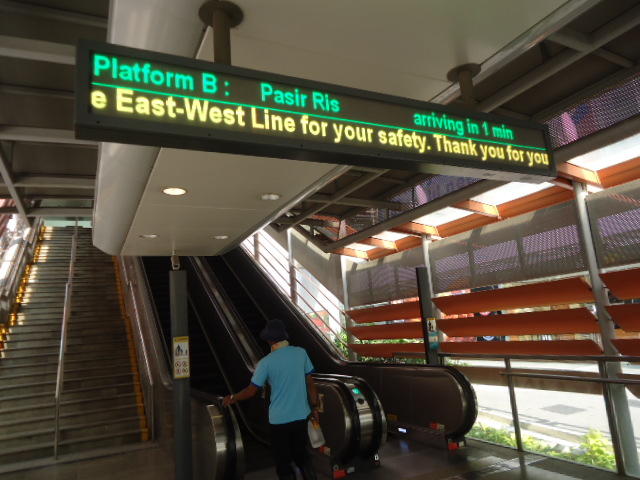 Platform B : Pasir Ris arriving in 1 min
e East-West Line for your safety. Thank you for you